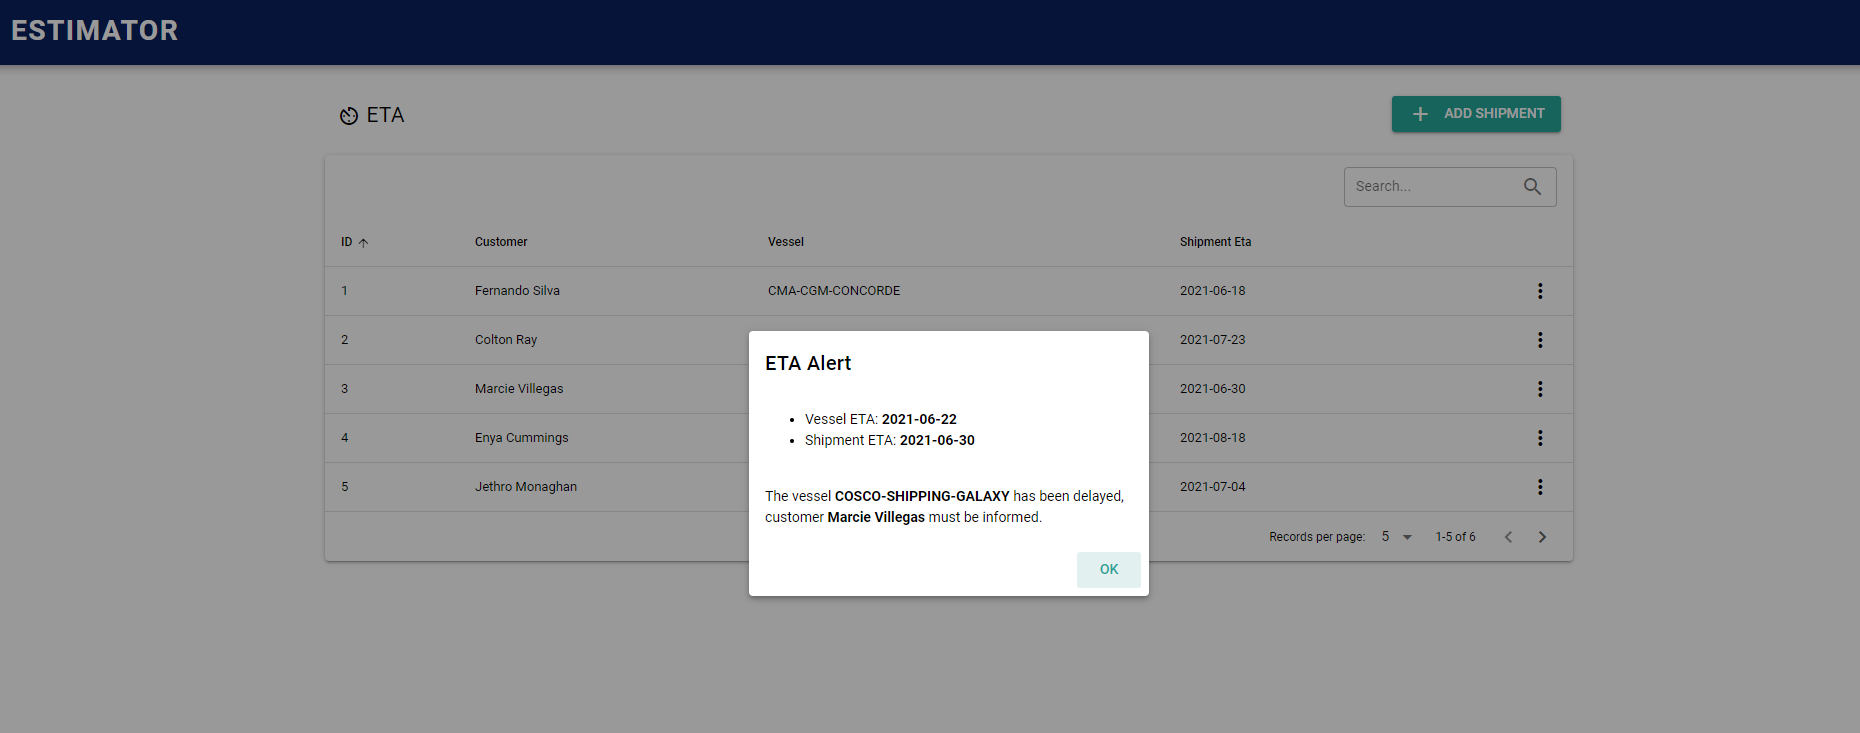 ESTIMATOR
ETA
ADD SHIPMENT
Search...
ID Customer Vessel Shipment Eta
1 Fernando Silva CMA-CGM-CONCORDE 2021-06-18
2 Colton Ray 2021-07-23
3 Marcie Villegas 2021-06-30
4 Enya Cummings 2021-08-18
5 Jethro Monaghan 2021-07-04
Records per page: 5 1-5 of 6
ETA Alert
Vessel ETA: 2021-06-22
Shipment ETA: 2021-06-30
The vessel COSCO-SHIPPING-GALAXY has been delayed,
customer Marcie Villegas must be informed.
OK